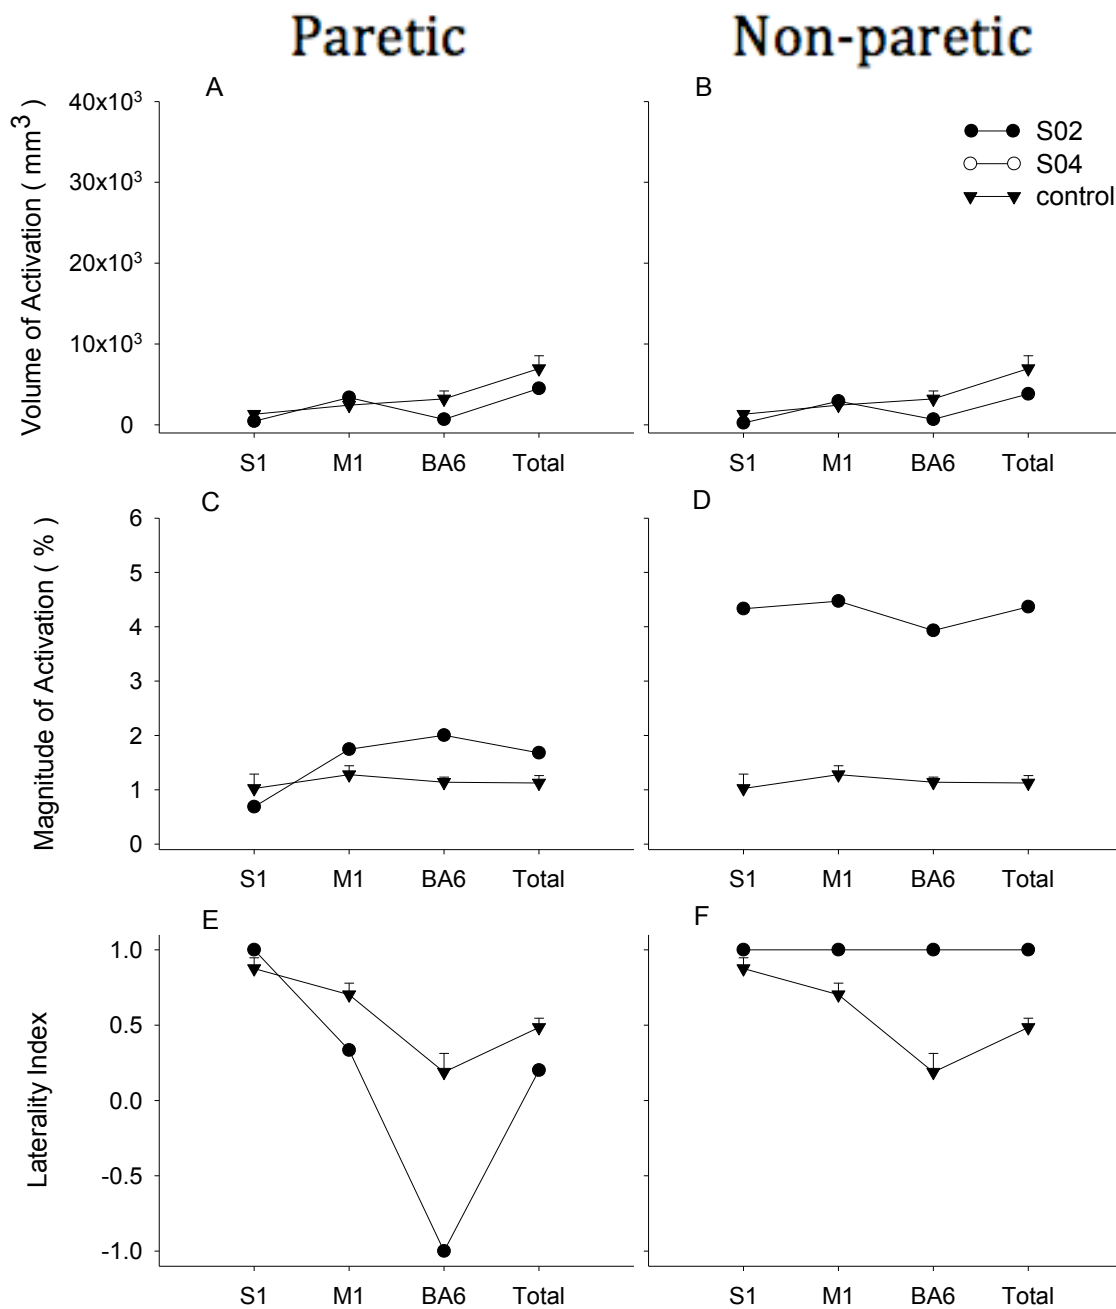 Paretic
Non-paretic
A
Volume of Activation ( mm³ )
40x10³
30x10³
20x10³
10x10³
0
S1 M1 BA6 Total
B
S02
S04
control
S1 M1 BA6 Total
C
Magnitude of Activation ( % )
6
5
4
3
2
1
0
S1 M1 BA6 Total
D
S1 M1 BA6 Total
E
Laterality Index
1.0
0.5
0.0
-0.5
-1.0
S1 M1 BA6 Total
F
S1 M1 BA6 Total